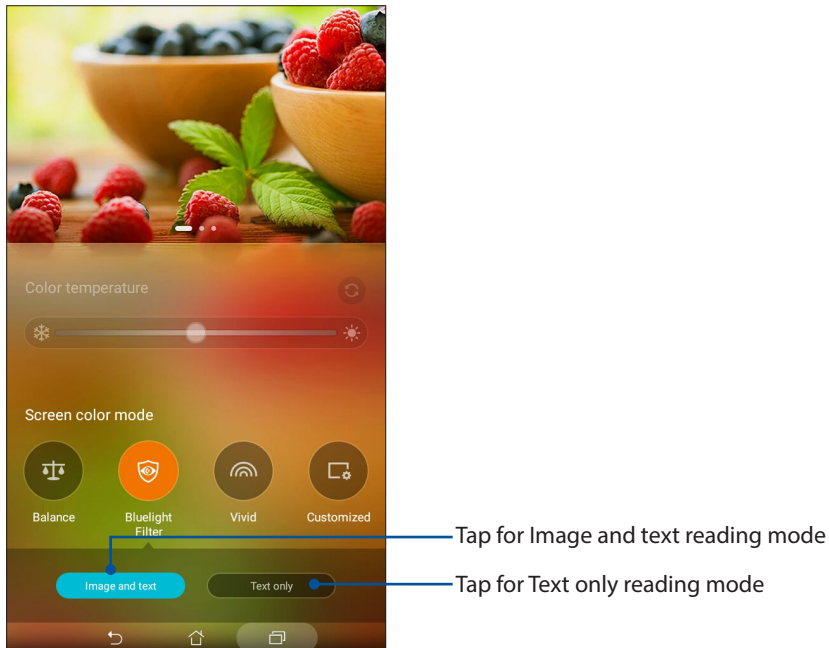 Color temperature
Screen color mode
Balance
Bluelight
Filter
Vivid
Customized
Tap for Image and text reading mode
Image and text
Text only
Tap for Text only reading mode